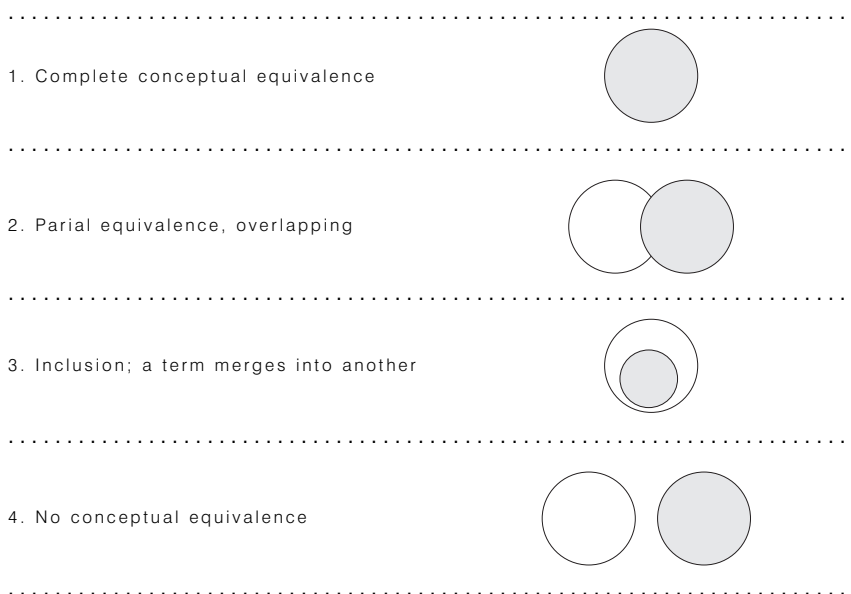 1. Complete conceptual equivalence
2. Parial equivalence, overlapping
3. Inclusion; a term merges into another
4. No conceptual equivalence